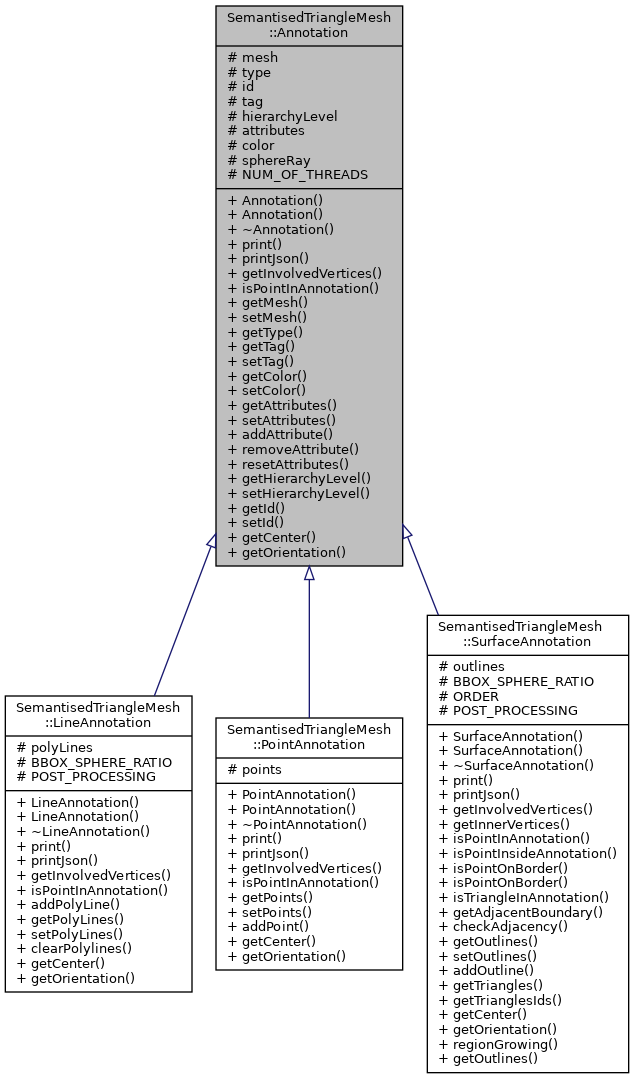 SemantisedTriangleMesh
::Annotation
# mesh
# type
# id
# tag
# hierarchyLevel
# attributes
# color
# sphereRay
# NUM_OF_THREADS
+ Annotation()
+ Annotation()
+ ~Annotation()
+ print()
+ printJson()
+ getInvolvedVertices()
+ isPointInAnnotation()
+ getMesh()
+ setMesh()
+ getType()
+ getTag()
+ setTag()
+ getColor()
+ setColor()
+ getAttributes()
+ setAttributes()
+ addAttribute()
+ removeAttribute()
+ resetAttributes()
+ getHierarchyLevel()
+ setHierarchyLevel()
+ getId()
+ setId()
+ getCenter()
+ getOrientation()
SemantisedTriangleMesh
::LineAnnotation
# polyLines
# BBOX_SPHERE_RATIO
# POST_PROCESSING
+ LineAnnotation()
+ LineAnnotation()
+ ~LineAnnotation()
+ print()
+ printJson()
+ getInvolvedVertices()
+ isPointInAnnotation()
+ addPolyLine()
+ getPolyLines()
+ setPolyLines()
+ clearPolylines()
+ getCenter()
+ getOrientation()
SemantisedTriangleMesh
::PointAnnotation
# points
+ PointAnnotation()
+ PointAnnotation()
+ ~PointAnnotation()
+ print()
+ printJson()
+ getInvolvedVertices()
+ isPointInAnnotation()
+ getPoints()
+ setPoints()
+ addPoint()
+ getCenter()
+ getOrientation()
SemantisedTriangleMesh
::SurfaceAnnotation
# outlines
# BBOX_SPHERE_RATIO
# ORDER
# POST_PROCESSING
+ SurfaceAnnotation()
+ SurfaceAnnotation()
+ ~SurfaceAnnotation()
+ print()
+ printJson()
+ getInvolvedVertices()
+ getInnerVertices()
+ isPointInAnnotation()
+ isPointInsideAnnotation()
+ isPointOnBorder()
+ isPointOnBorder()
+ isTriangleInAnnotation()
+ getAdjacentBoundary()
+ checkAdjacency()
+ getOutlines()
+ setOutlines()
+ addOutline()
+ getTriangles()
+ getTrianglesIds()
+ getCenter()
+ getOrientation()
+ regionGrowing()
+ getOutlines()